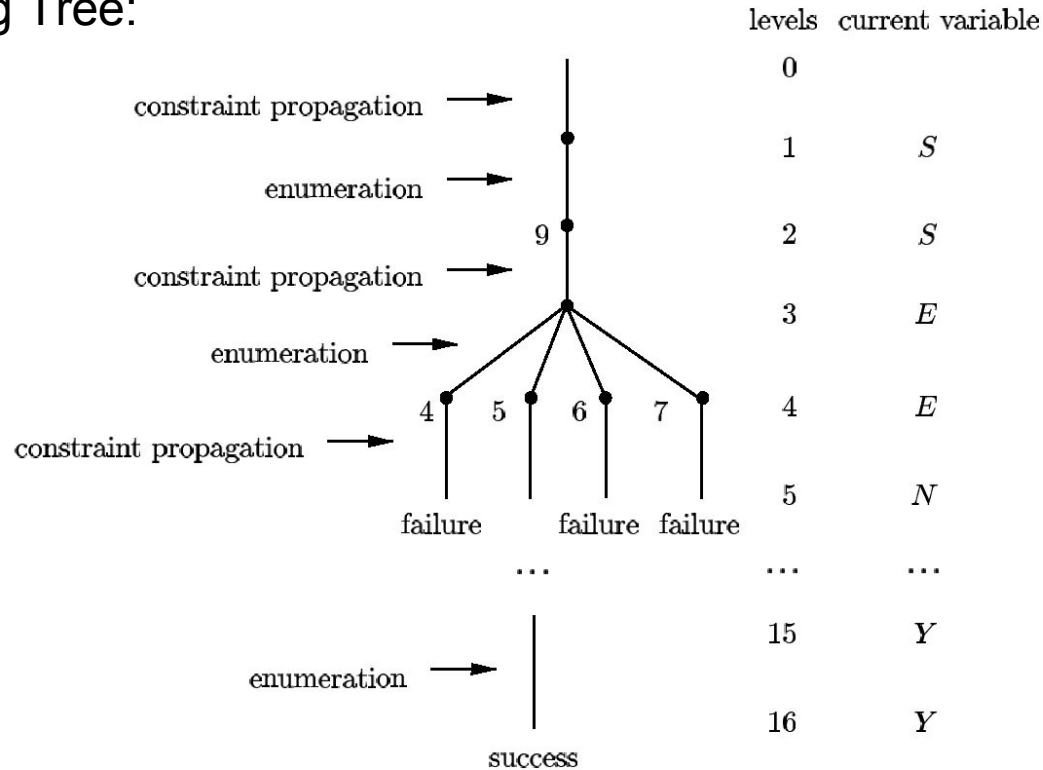 g Tree:
levels current variable
0
constraint propagation
1 S
enumeration
9 2 S
constraint propagation
3 E
enumeration
4 5 6 7 4 E
constraint propagation
5 N
failure failure failure
... ... ...
15 Y
enumeration
16 Y
success